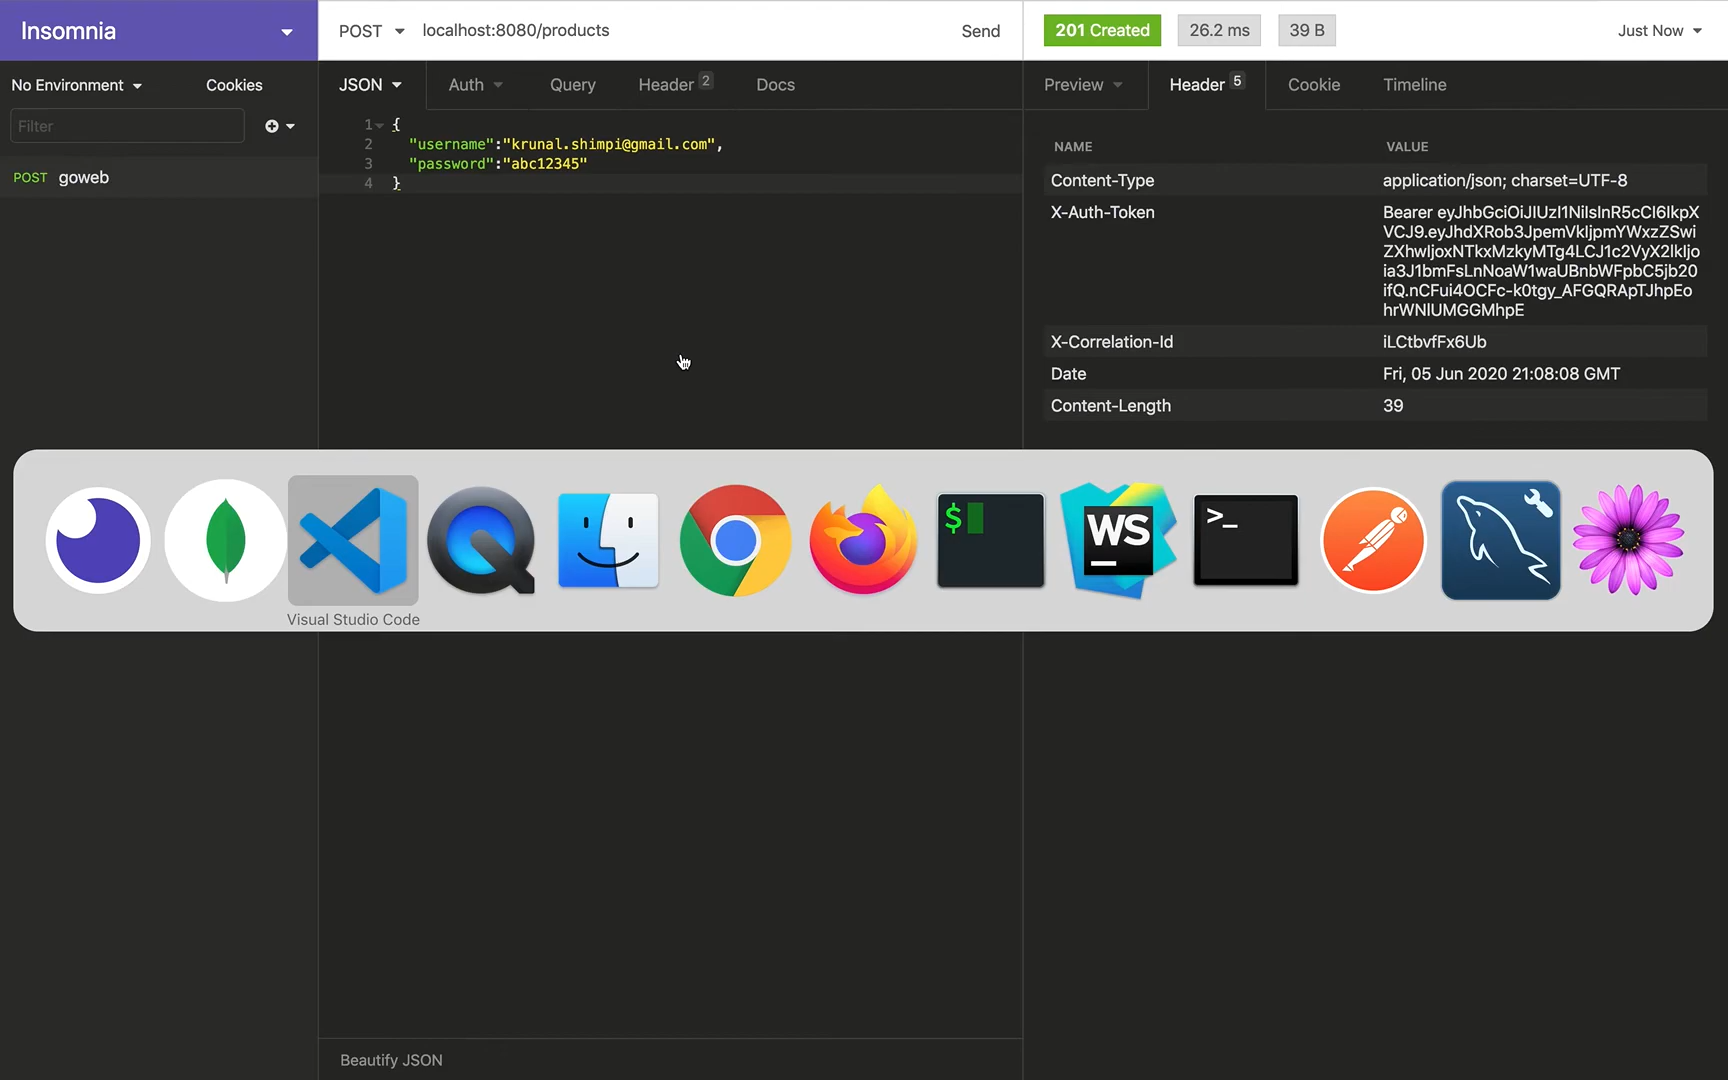 Insomnia
POST
localhost:8080/products
Send
201 Created
26.2 ms
39 B
Just Now
No Environment
Cookies
JSON
Auth
Query
Header 2
Docs
Preview
Header 5
Cookie
Timeline
Filter
POST goweb
1 {
2 "username":"krunal.shimpi@gmail.com",
3 "password":"abc12345"
4 }
NAME VALUE
Content-Type application/json; charset=UTF-8
X-Auth-Token Bearer eyJhbGciOiJIUzI1NiIsInR5cCI6IkpX
VCJ9.eyJhdXRob3JpemVkIjpmYWxzZSwi
ZXhwIjoxNTkxMzkyMTg4LCJ1c2VyX2lkIjo
ia3J1bmFsLnNoaW1waUBnbWFpbC5jb20
ifQ.nCFui4OCFc-k0tgy_AFGQRApTJhpEo
hrWNlUMGGMhpE
X-Correlation-Id iLCtbvfFx6Ub
Date Fri, 05 Jun 2020 21:08:08 GMT
Content-Length 39
$
WS
>_
Visual Studio Code
Beautify JSON